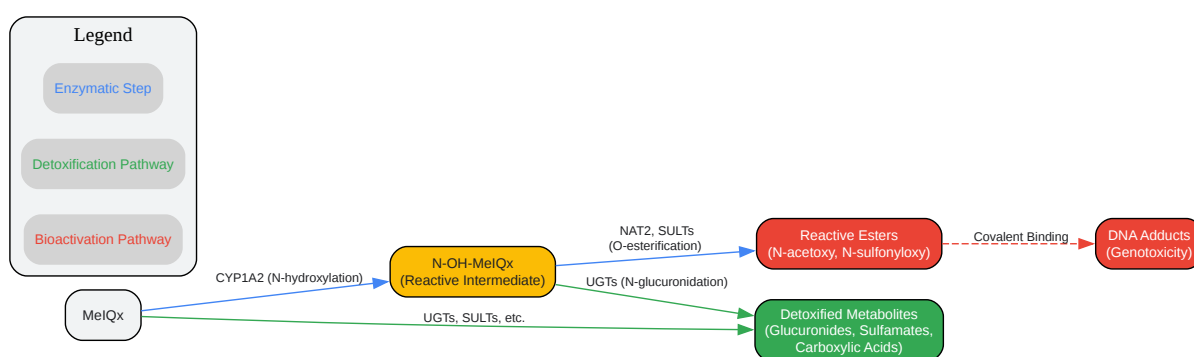 Legend
Enzymatic Step
Detoxification Pathway
Bioactivation Pathway
MeIQx
CYP1A2 (N-hydroxylation)
UGTs, SULTs, etc.
N-OH-MeIQx
(Reactive Intermediate)
NAT2, SULTs
(O-esterification)
UGTs (N-glucuronidation)
Reactive Esters
(N-acetoxy, N-sulfonyloxy)
Detoxified Metabolites
(Glucuronides, Sulfamates,
Carboxylic Acids)
Covalent Binding
DNA Adducts
(Genotoxicity)